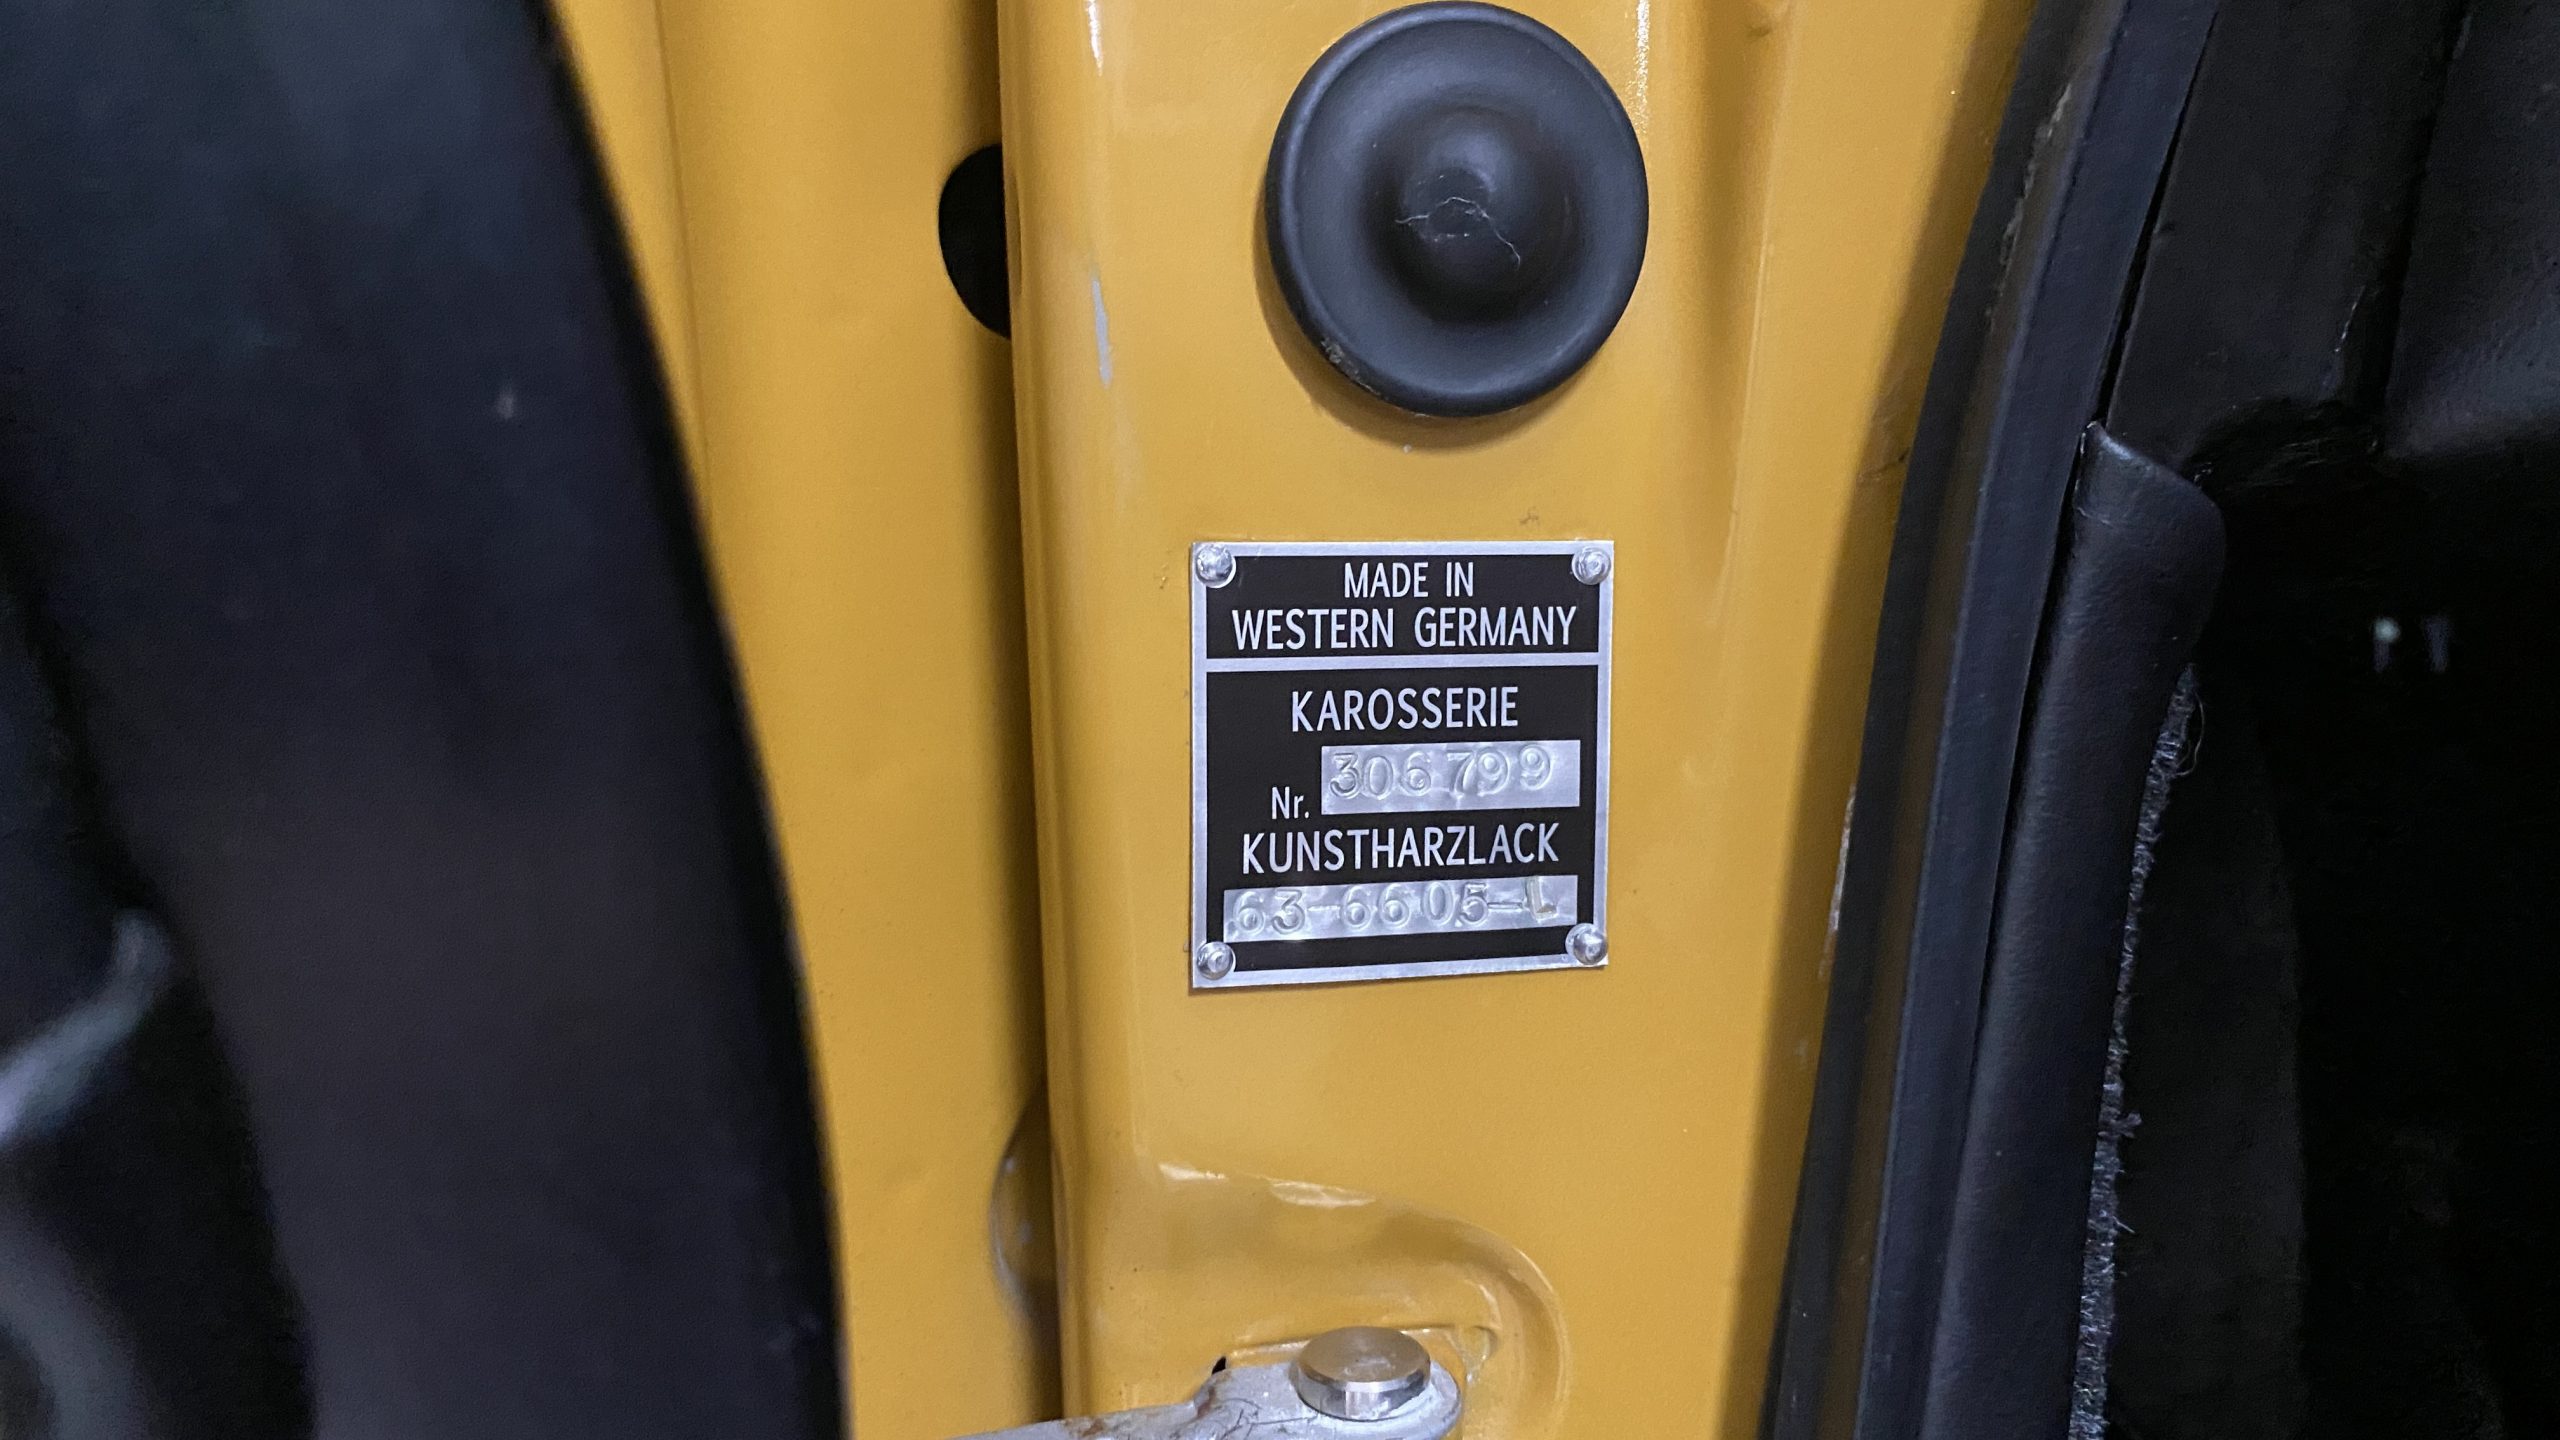 MADE IN
WESTERN GERMANY
KAROSSERIE
Nr. 306799
KUNSTHARZLACK
63-6605-L